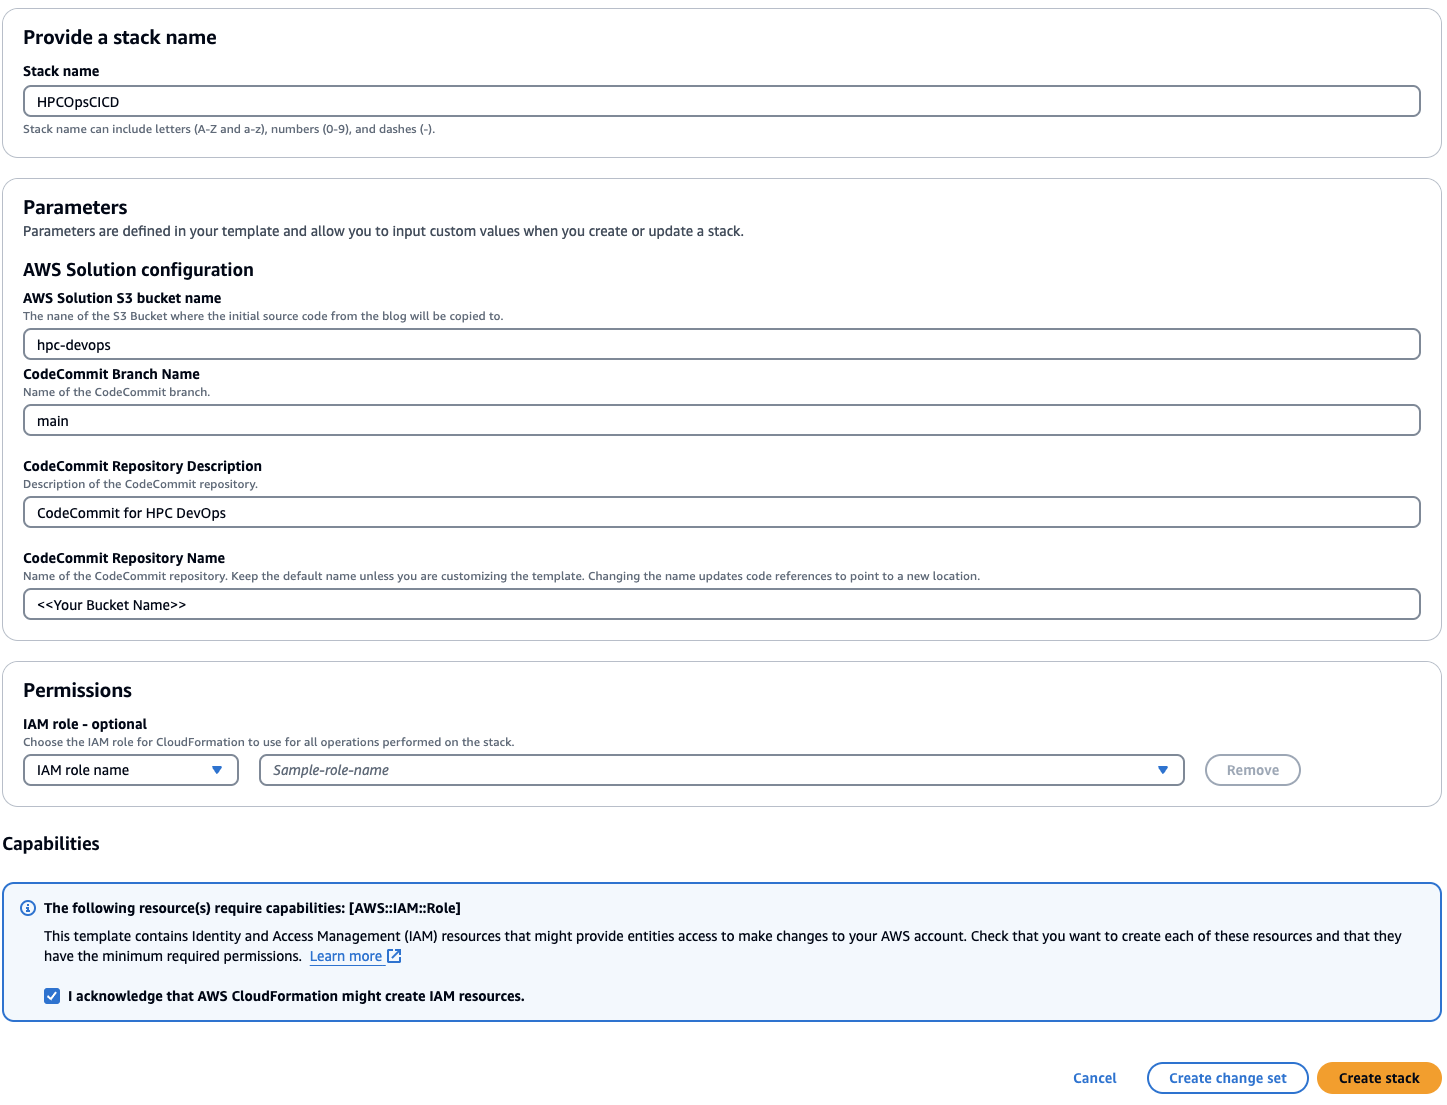 Provide a stack name
Stack name
HPCOpsCICD
Stack name can include letters (A-Z and a-z), numbers (0-9), and dashes (-).
Parameters
Parameters are defined in your template and allow you to input custom values when you create or update a stack.
AWS Solution configuration
AWS Solution S3 bucket name
The nane of the S3 Bucket where the initial source code from the blog will be copied to.
hpc-devops
CodeCommit Branch Name
Name of the CodeCommit branch.
main
CodeCommit Repository Description
Description of the CodeCommit repository.
CodeCommit for HPC DevOps
CodeCommit Repository Name
Name of the CodeCommit repository. Keep the default name unless you are customizing the template. Changing the name updates code references to point to a new location.
<<Your Bucket Name>>
Permissions
IAM role - optional
Choose the IAM role for CloudFormation to use for all operations performed on the stack.
IAM role name Sample-role-name Remove
Capabilities
The following resource(s) require capabilities: [AWS::IAM::Role]
This template contains Identity and Access Management (IAM) resources that might provide entities access to make changes to your AWS account. Check that you want to create each of these resources and that they
have the minimum required permissions. Learn more
I acknowledge that AWS CloudFormation might create IAM resources.
Cancel Create change set Create stack